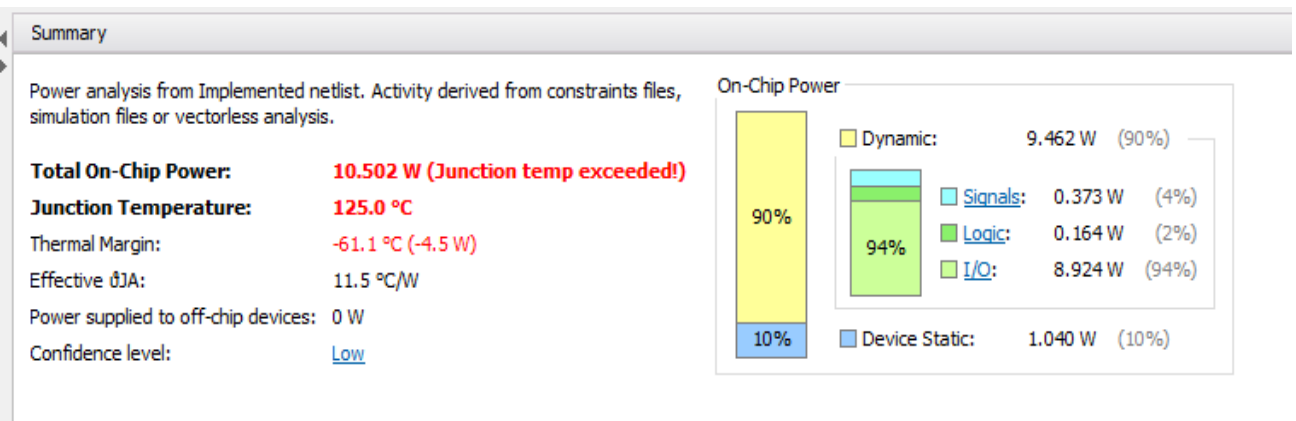 Summary
Power analysis from Implemented netlist. Activity derived from constraints files,
simulation files or vectorless analysis.
Total On-Chip Power: 10.502 W (Junction temp exceeded!)
Junction Temperature: 125.0 °C
Thermal Margin: -61.1 °C (-4.5 W)
Effective ϑJA: 11.5 °C/W
Power supplied to off-chip devices: 0 W
Confidence level: Low
On-Chip Power
90%
10%
Dynamic: 9.462 W (90%)
94%
Signals: 0.373 W (4%)
Logic: 0.164 W (2%)
I/O: 8.924 W (94%)
Device Static: 1.040 W (10%)